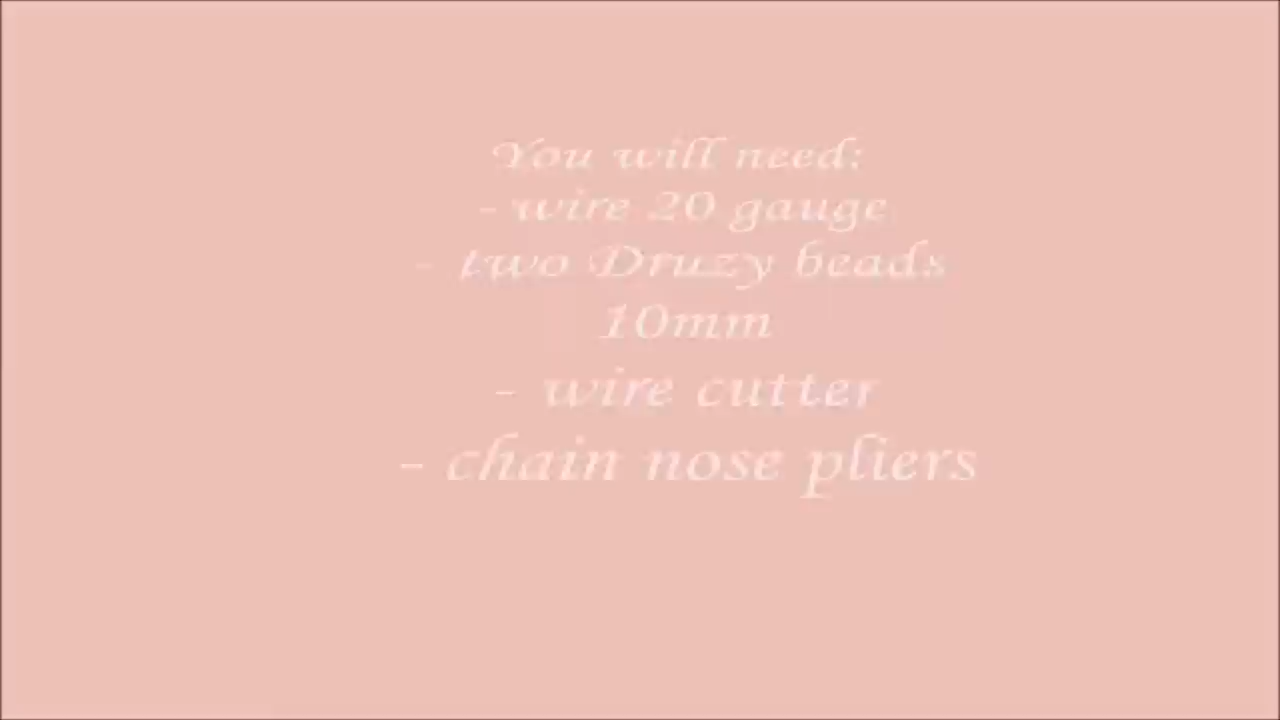 You will need:
- wire 20 gauge
- two Druzy beads
10mm
- wire cutter
- chain nose pliers